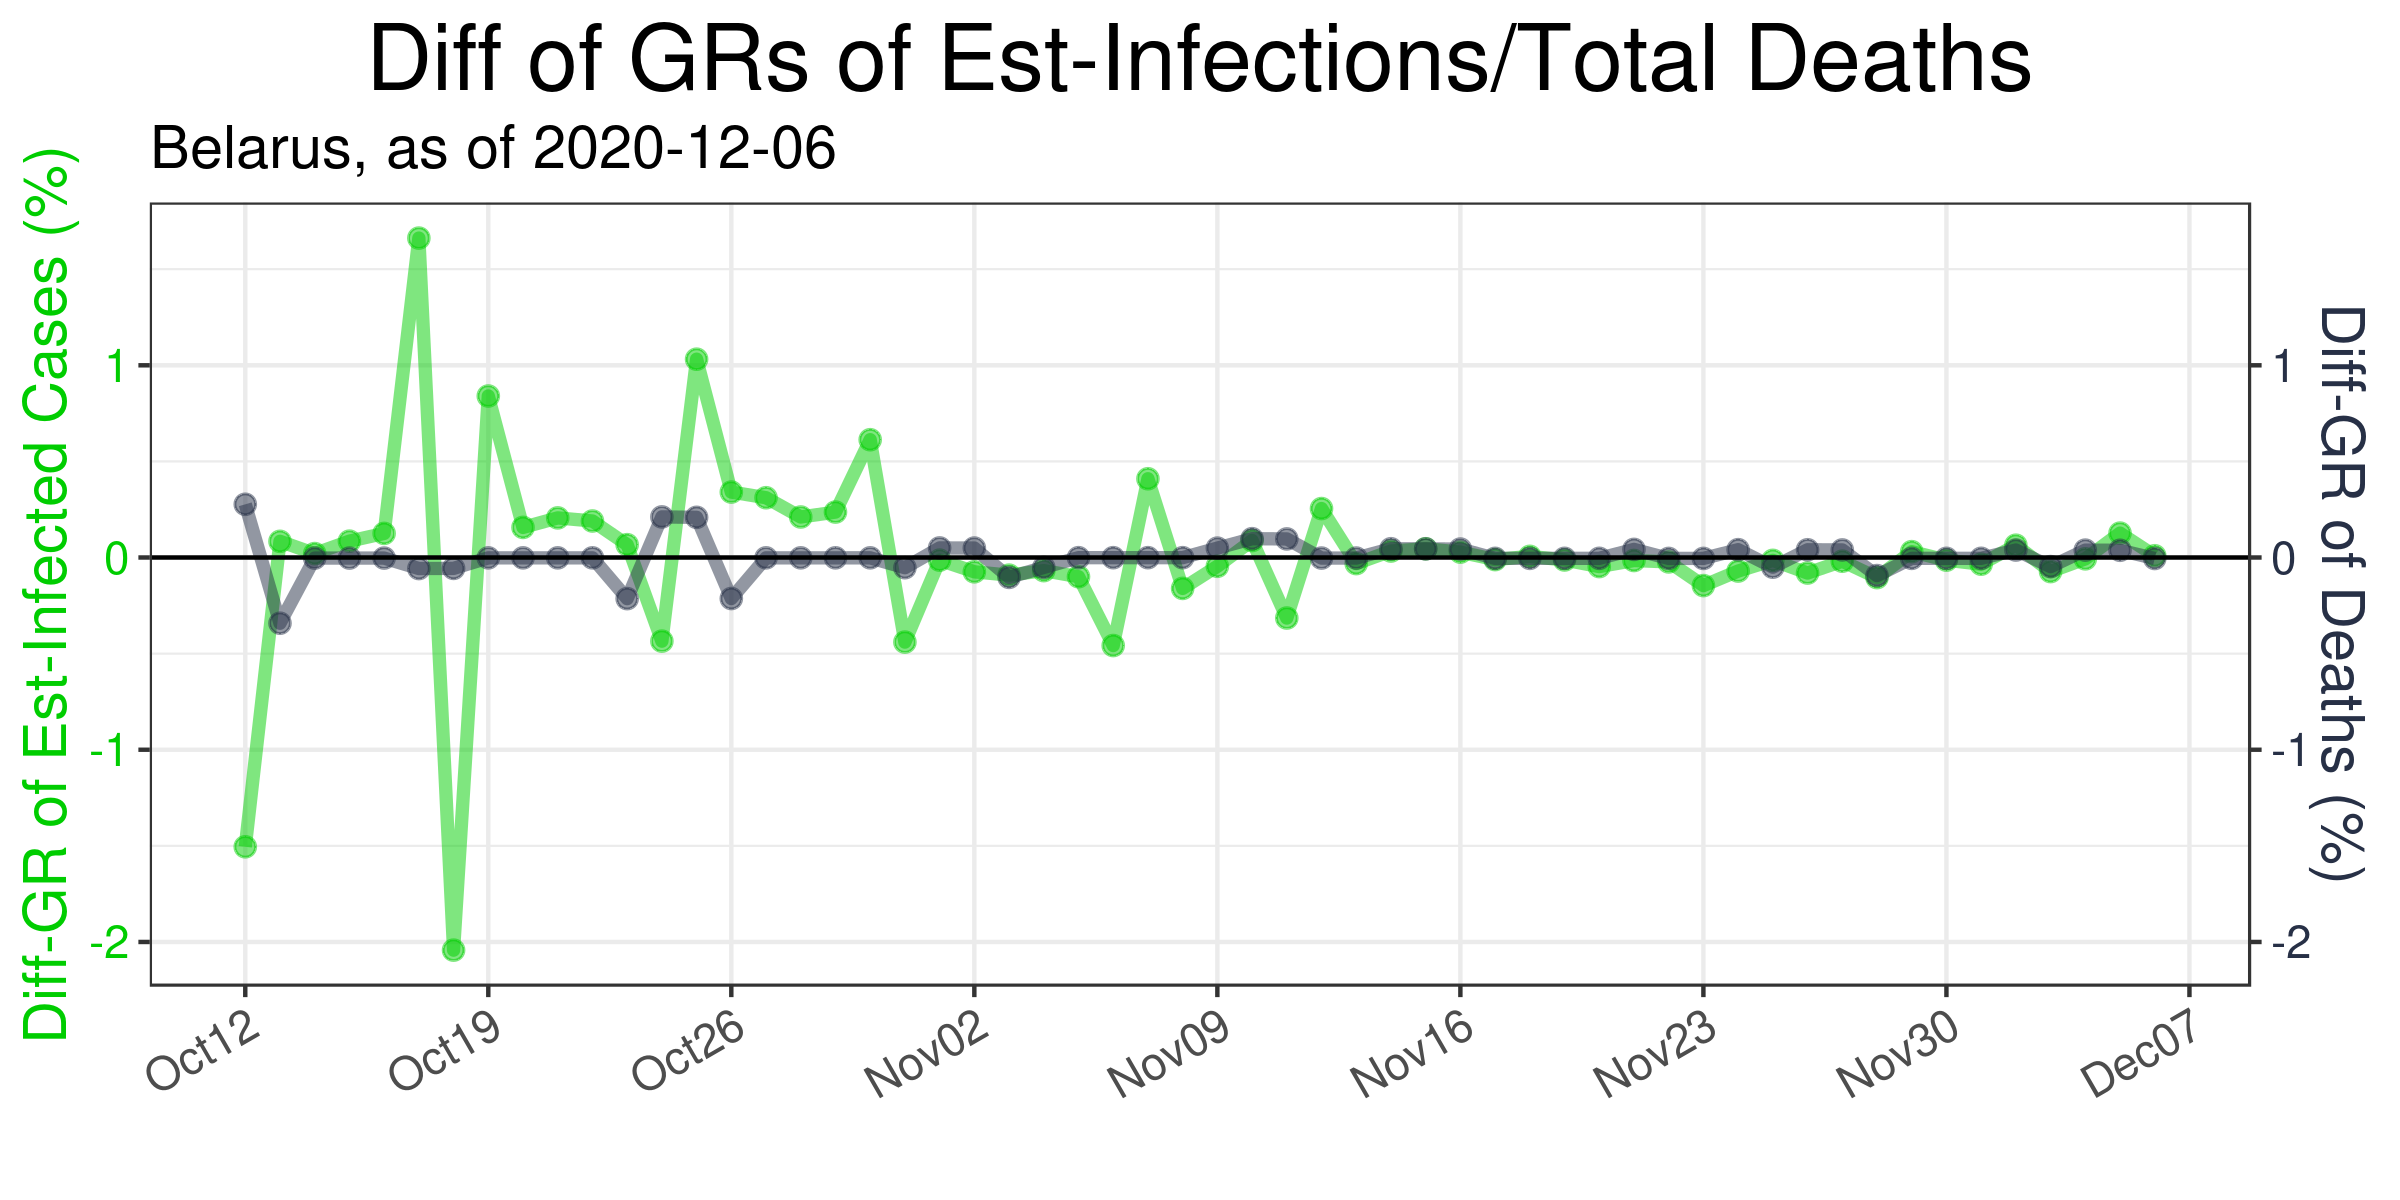 Diff of GRs of Est-Infections/Total Deaths
Belarus, as of 2020-12-06
Diff-GR of Est-Infected Cases (%)
1
0
-1
-2
1
0
-1
-2
Diff-GR of Deaths (%)
Oct12
Oct19
Oct26
Nov02
Nov09
Nov16
Nov23
Nov30
Dec07